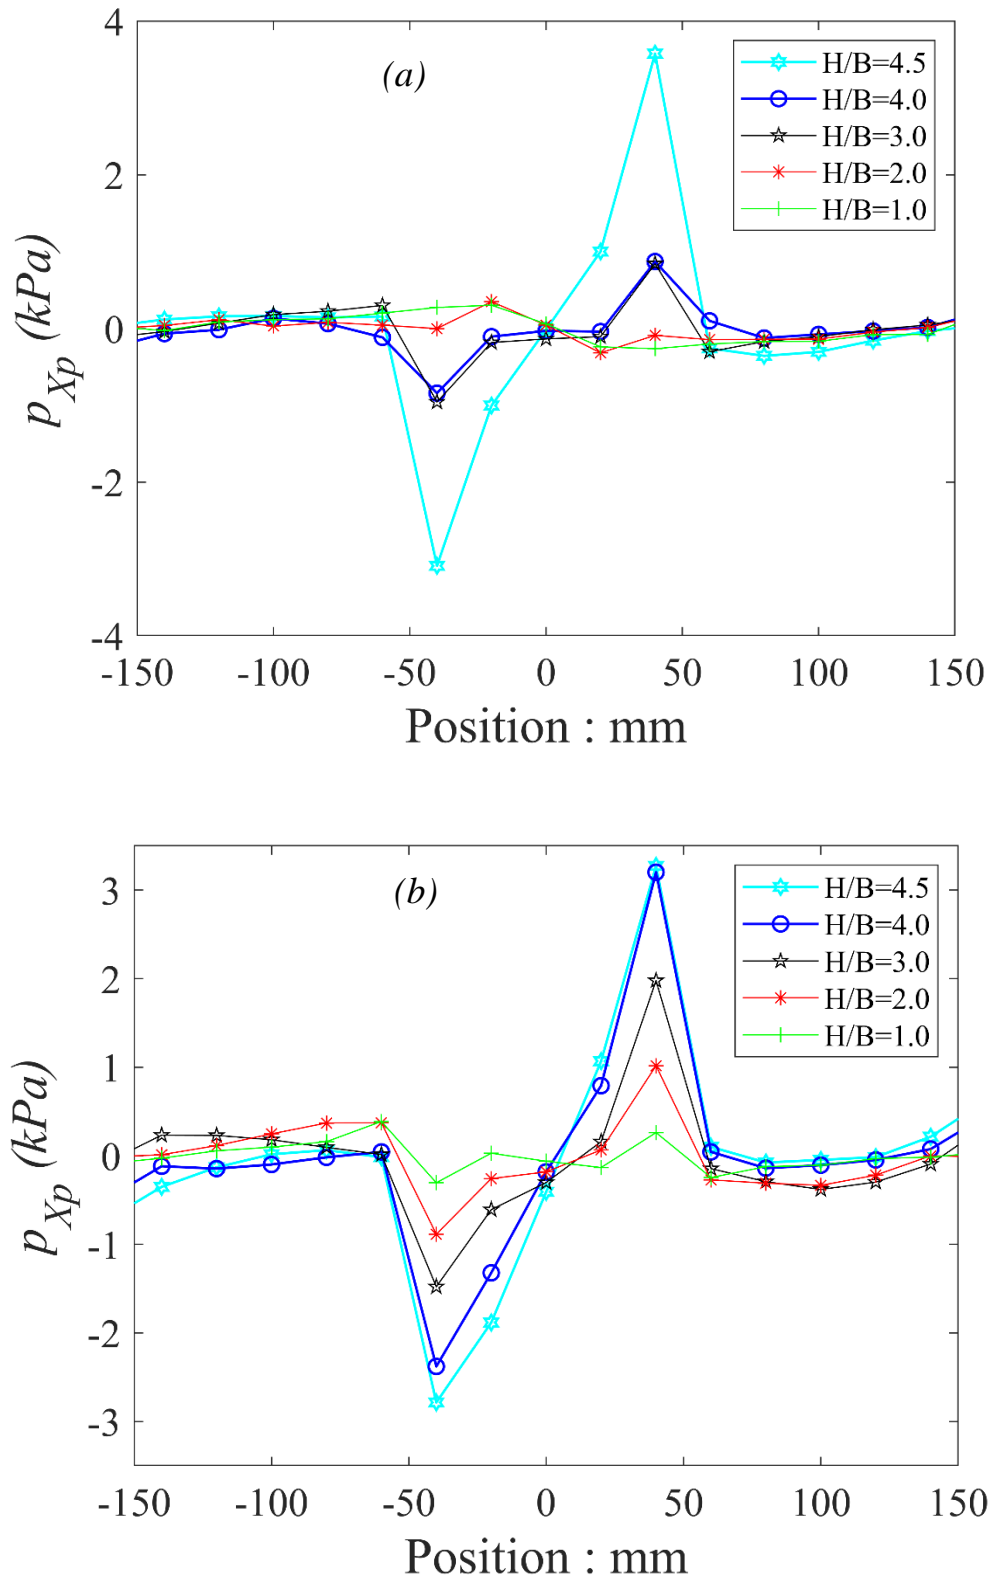 (a)
H/B=4.5
H/B=4.0
H/B=3.0
H/B=2.0
H/B=1.0
4
2
0
-2
-4
p Xp (kPa)
-150 -100 -50 0 50 100 150
Position : mm
(b)
H/B=4.5
H/B=4.0
H/B=3.0
H/B=2.0
H/B=1.0
3
2
1
0
-1
-2
-3
p Xp (kPa)
-150 -100 -50 0 50 100 150
Position : mm